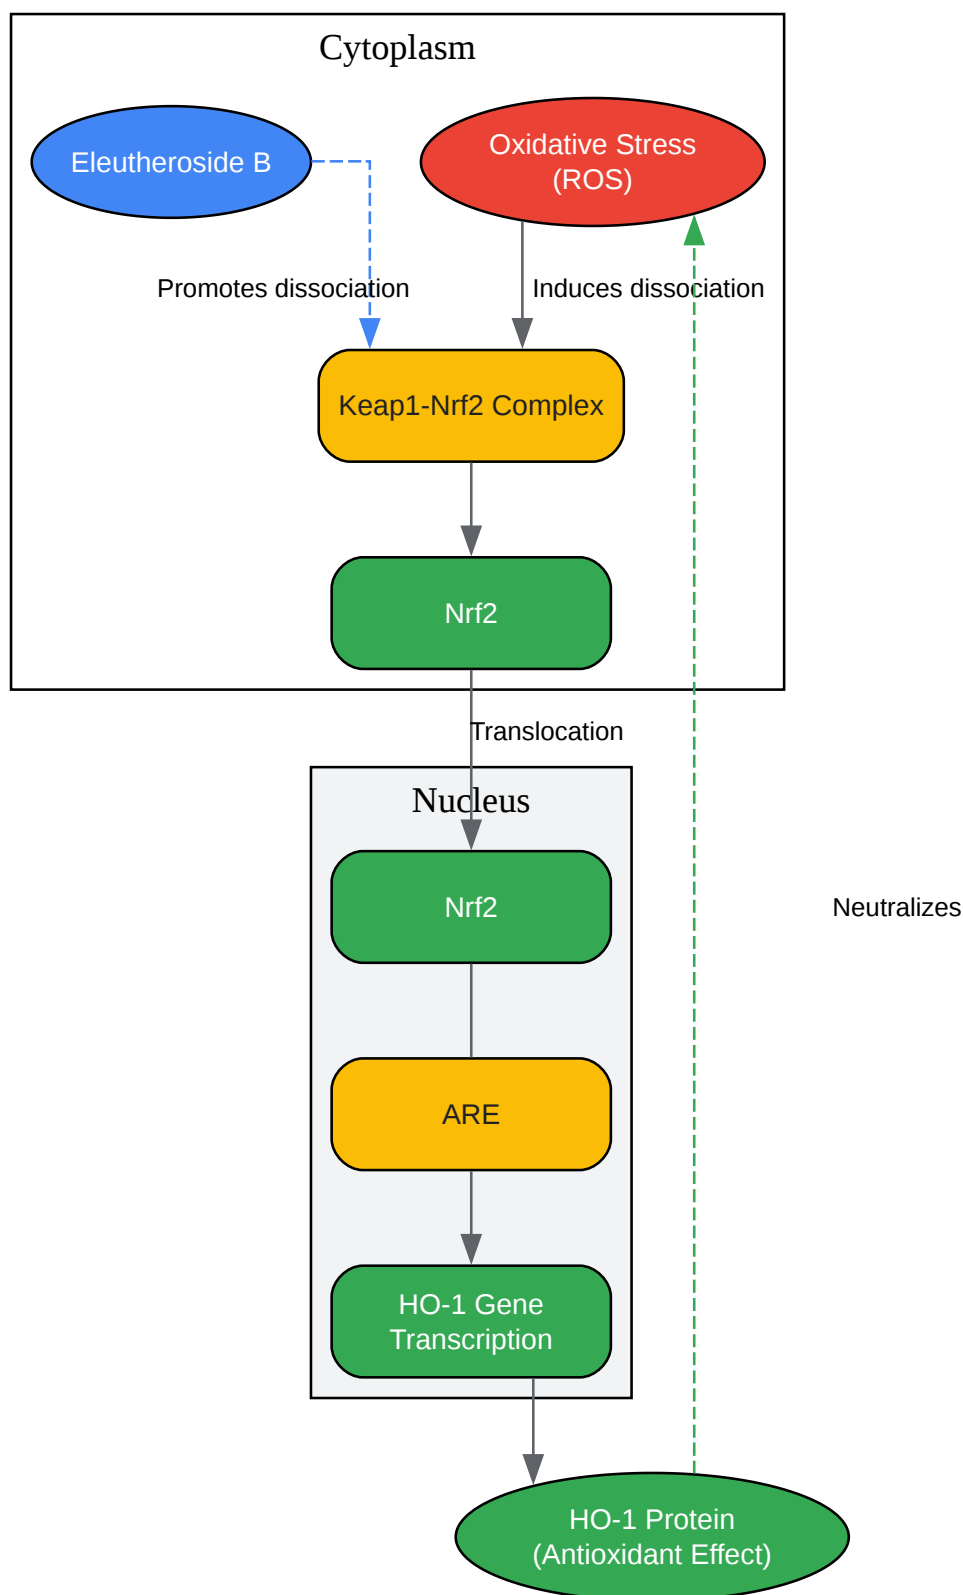 Cytoplasm
Eleutheroside B
Oxidative Stress
(ROS)
Promotes dissociation
Induces dissociation
Keap1-Nrf2 Complex
Nrf2
Translocation
Nucleus
Nrf2
Neutralizes
ARE
HO-1 Gene
Transcription
HO-1 Protein
(Antioxidant Effect)